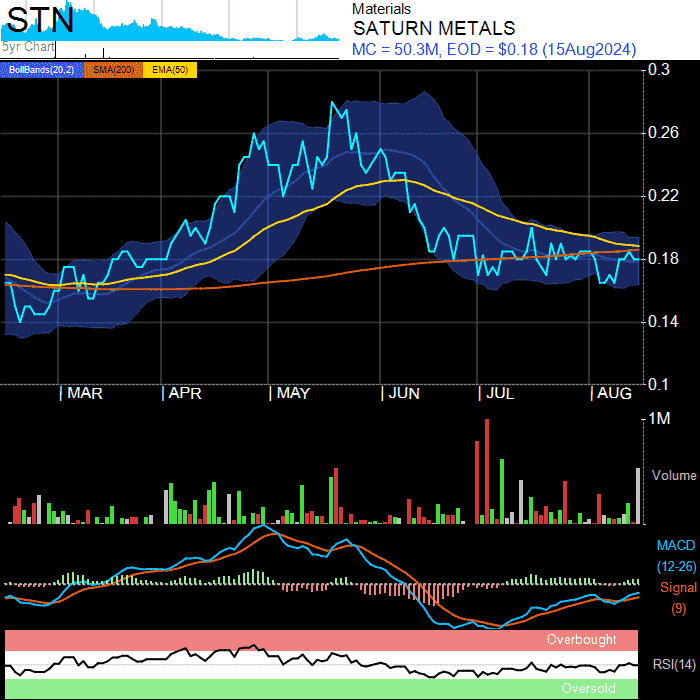 STN
5yr Chart
Materials
SATURN METALS
MC = 50.3M, EOD = $0.18 (15Aug2024)
BollBands(20,2) SMA(200) EMA(50)
0.3
0.26
0.22
0.18
0.14
0.1
MAR APR MAY JUN JUL AUG
1M
Volume
MACD
(12-26)
Signal
(9)
Overbought
RSI(14)
Oversold